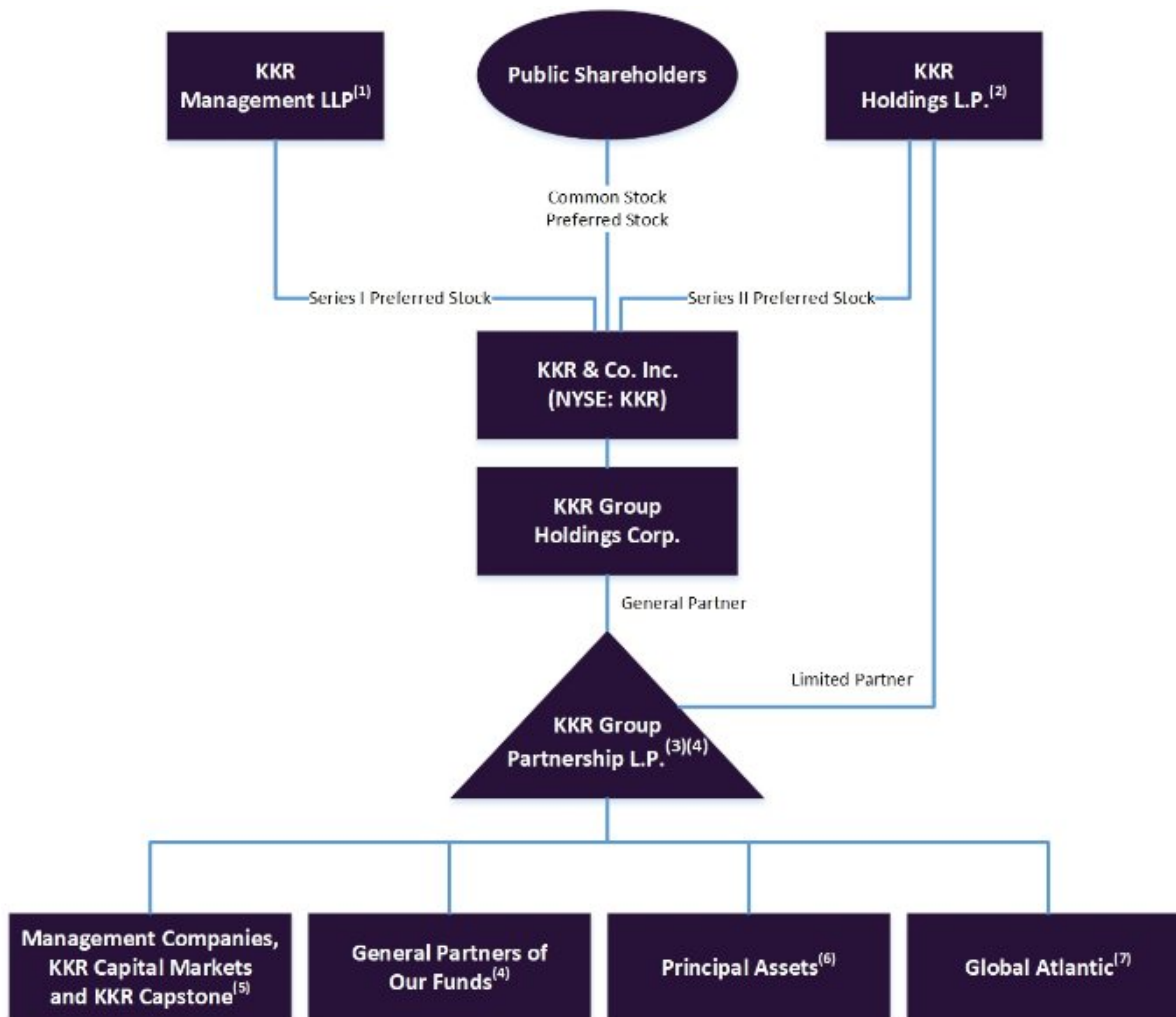 KKR
Management LLP(1)
Public Shareholders
KKR
Holdings L.P.(2)
Common Stock
Preferred Stock
Series I Preferred Stock
Series II Preferred Stock
KKR & Co. Inc.
(NYSE: KKR)
KKR Group
Holdings Corp.
General Partner
Limited Partner
KKR Group
Partnership L.P.(3)(4)
Management Companies,
KKR Capital Markets
and KKR Capstone(5)
General Partners of
Our Funds(4)
Principal Assets(6)
Global Atlantic(7)